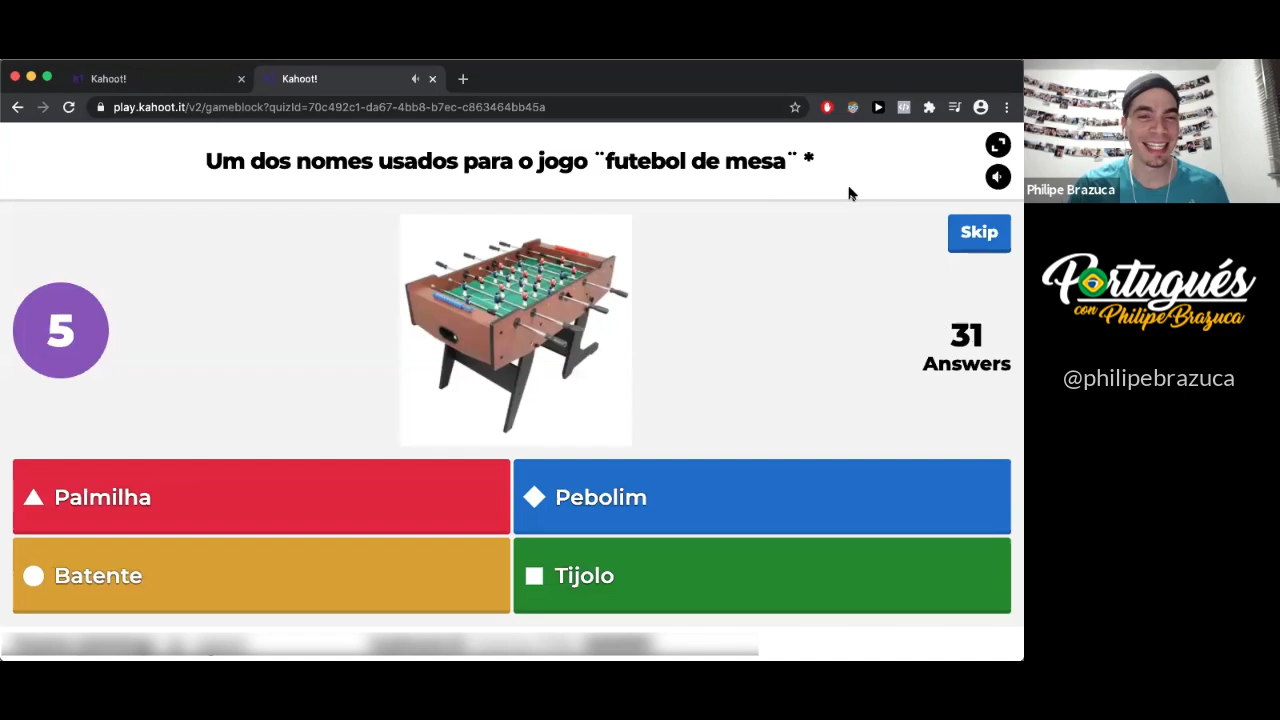 Kahoot!
Kahoot!
play.kahoot.it/v2/gameblock?quizId=70c492c1-da67-4bb8-b7ec-c863464bb45a
Um dos nomes usados para o jogo ¨futebol de mesa¨ *
Philipe Brazuca
Skip
5
31
Answers
Português
con Philipe Brazuca
@philipebrazuca
Palmilha
Pebolim
Batente
Tijolo